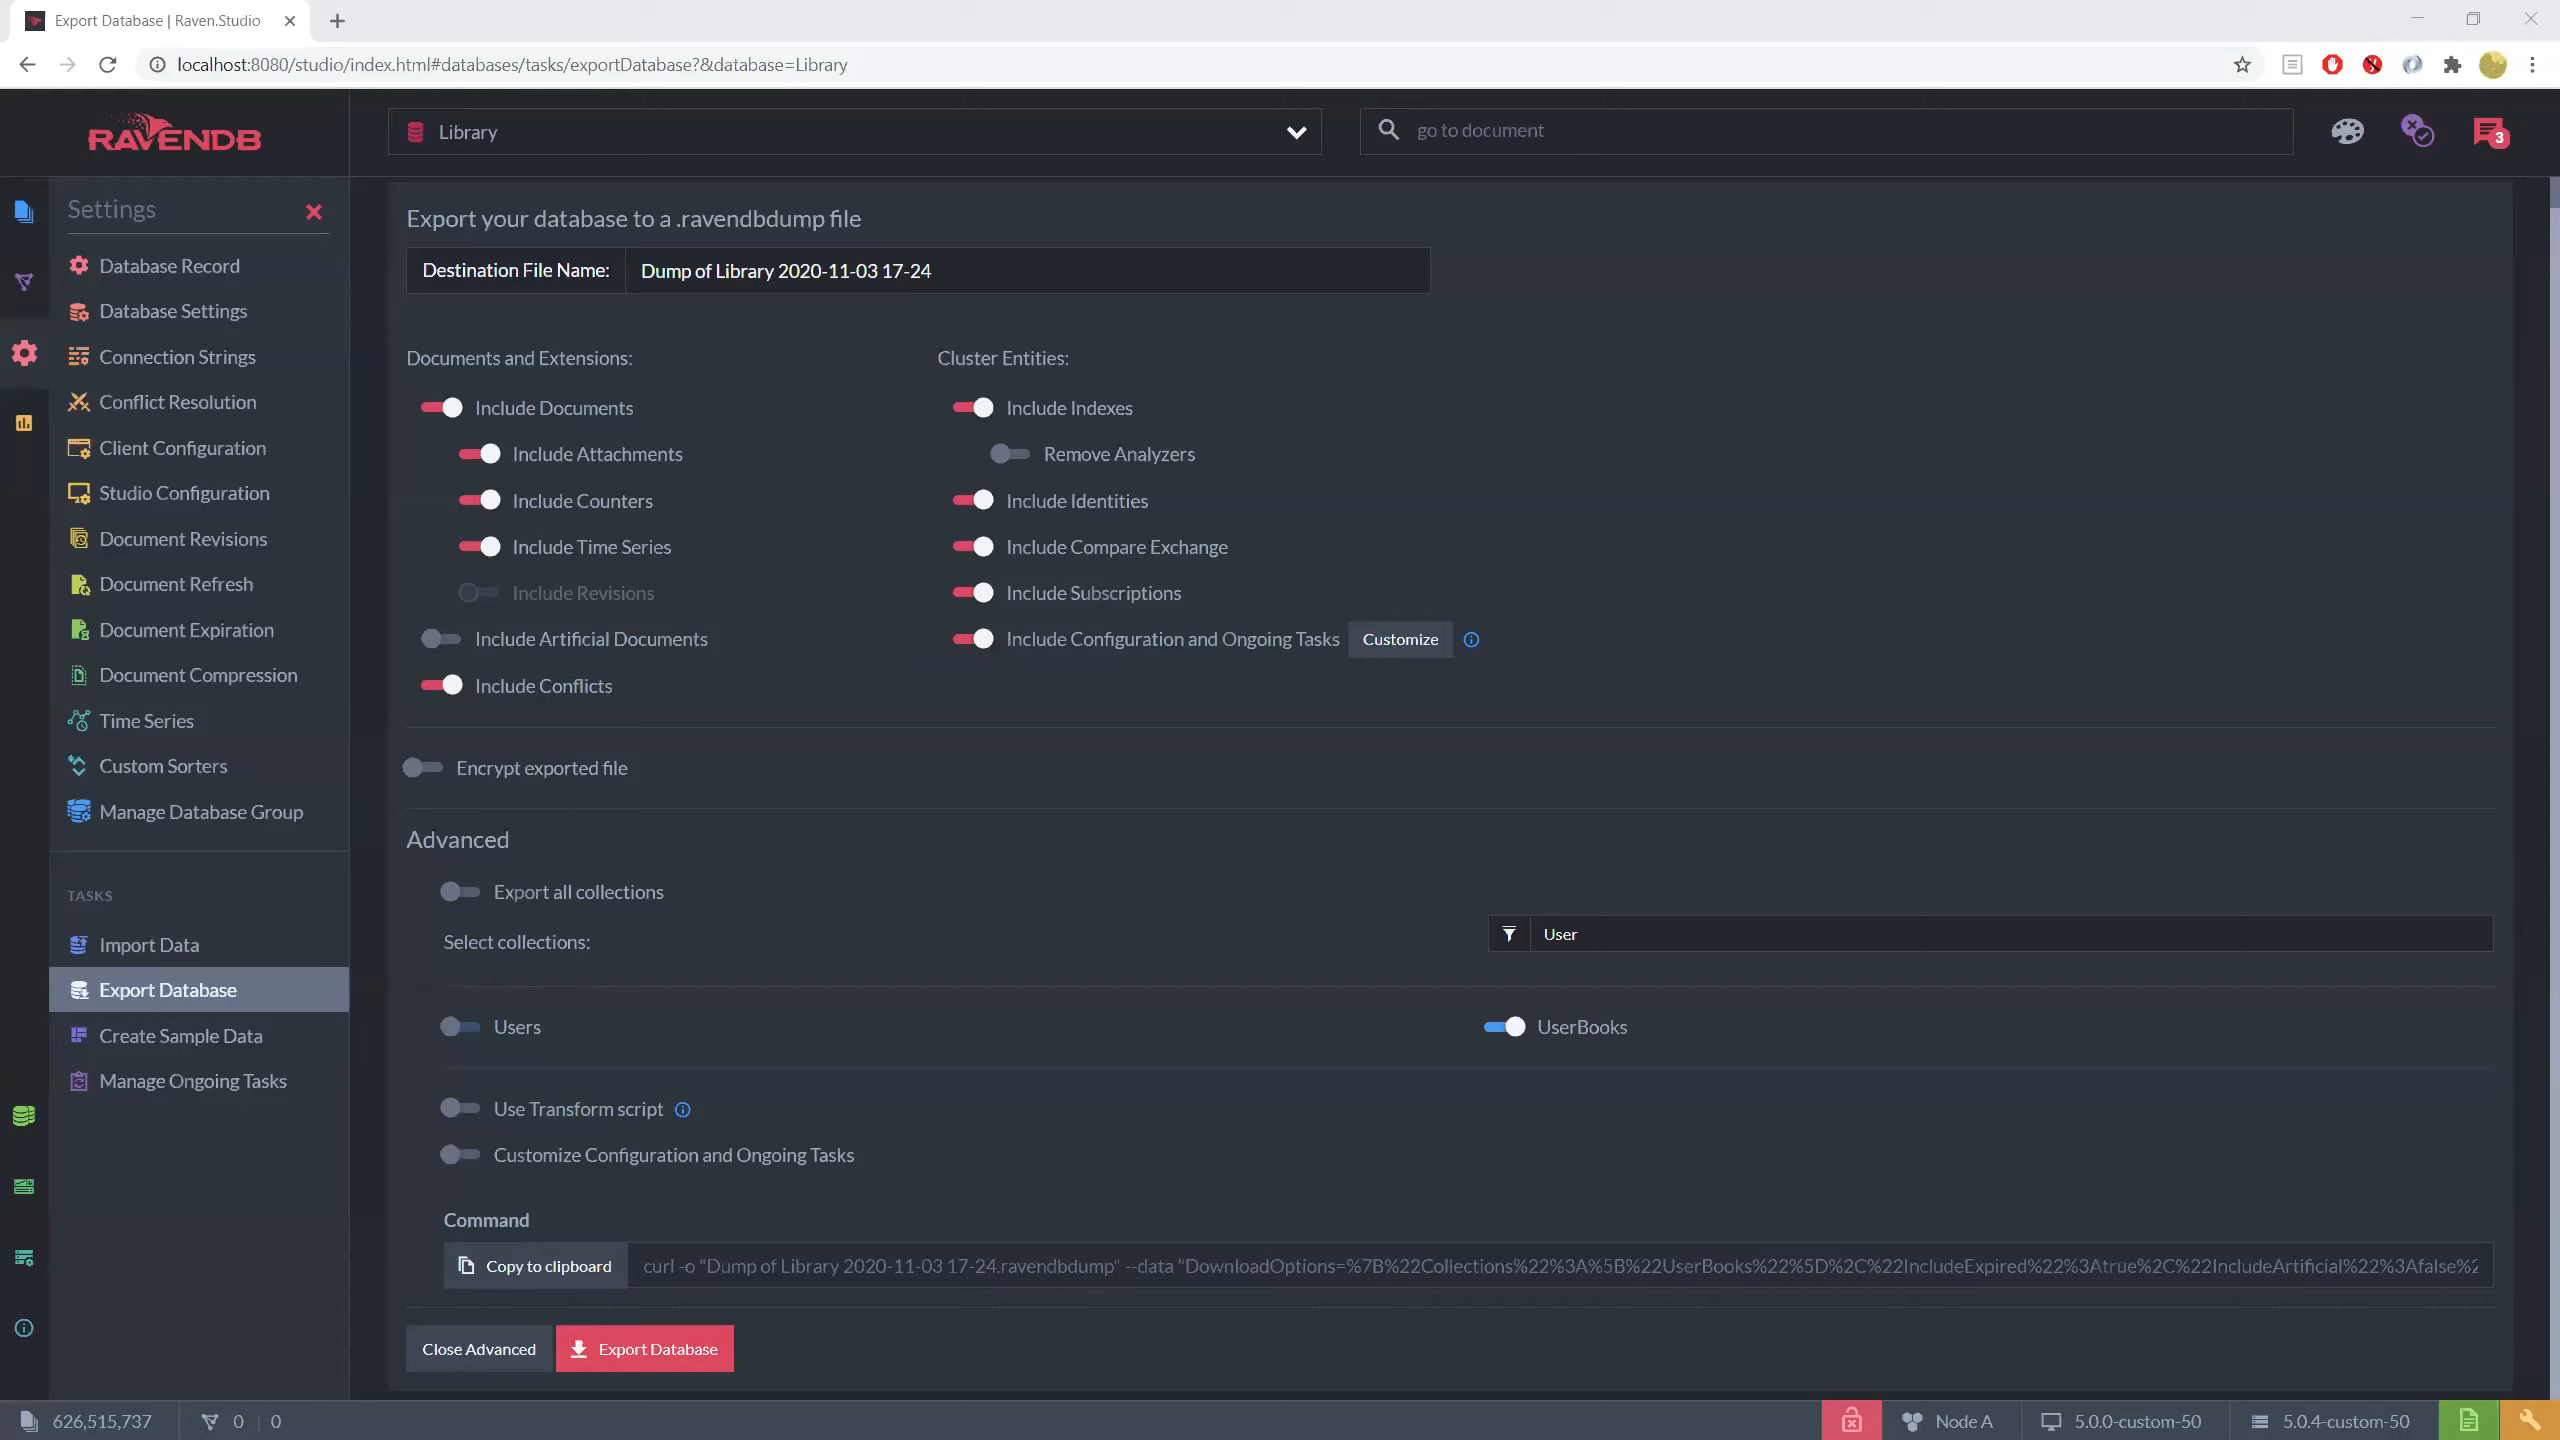 Export Database | Raven.Studio
localhost:8080/studio/index.html#databases/tasks/exportDatabase?&database=Library
RAVENDB
Library
go to document
3
Settings
Database Record
Database Settings
Connection Strings
Conflict Resolution
Client Configuration
Studio Configuration
Document Revisions
Document Refresh
Document Expiration
Document Compression
Time Series
Custom Sorters
Manage Database Group
TASKS
Import Data
Export Database
Create Sample Data
Manage Ongoing Tasks
Export your database to a .ravendbdump file
Destination File Name: Dump of Library 2020-11-03 17-24
Documents and Extensions:
Include Documents
Include Attachments
Include Counters
Include Time Series
Include Revisions
Include Artificial Documents
Include Conflicts
Cluster Entities:
Include Indexes
Remove Analyzers
Include Identities
Include Compare Exchange
Include Subscriptions
Include Configuration and Ongoing Tasks Customize
Encrypt exported file
Advanced
Export all collections
Select collections:
User
Users
UserBooks
Use Transform script
Customize Configuration and Ongoing Tasks
Command
Copy to clipboard curl -o "Dump of Library 2020-11-03 17-24.ravendbdump" --data "DownloadOptions=%7B%22Collections%22%3A%5B%22UserBooks%22%5D%2C%22IncludeExpired%22%3Atrue%2C%22IncludeArtificial%22%3Afalse%2
Close Advanced Export Database
626,515,737 0 0 Node A 5.0.0-custom-50 5.0.4-custom-50